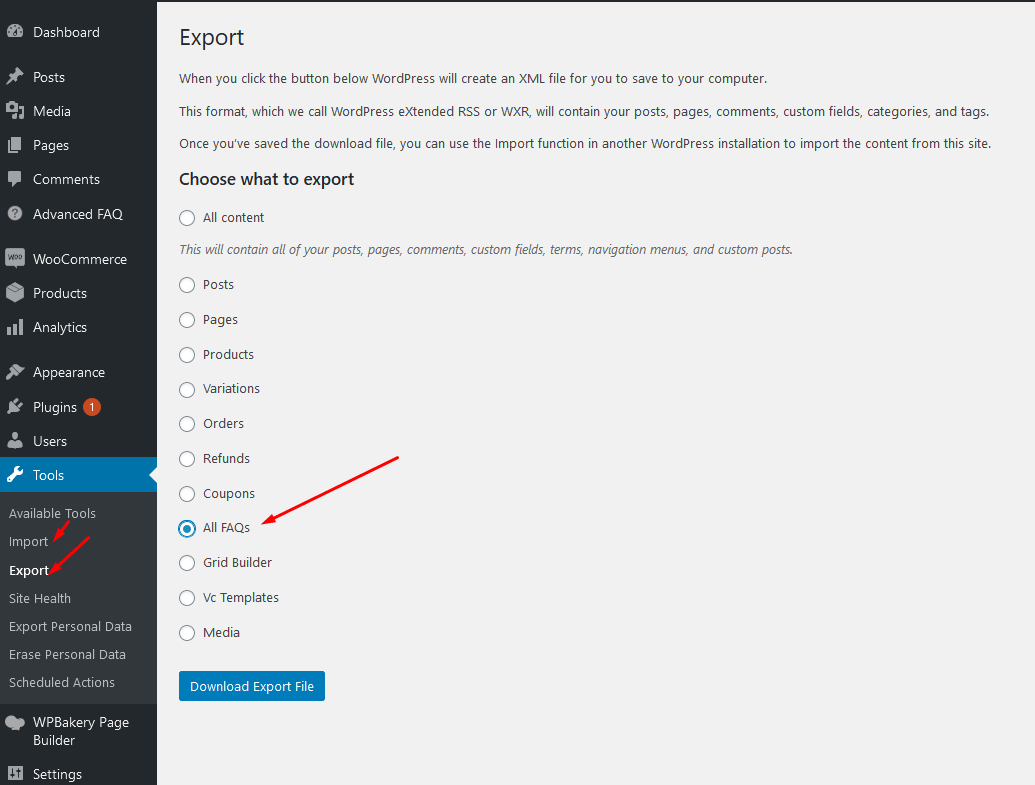 Dashboard
Posts
Media
Pages
Comments
Advanced FAQ
WOO WooCommerce
Products
Analytics
Appearance
Plugins 1
Users
Tools
Available Tools
Import
Export
Site Health
Export Personal Data
Erase Personal Data
Scheduled Actions
WPBakery Page
Builder
Settings
Export
When you click the button below WordPress will create an XML file for you to save to your computer.
This format, which we call WordPress eXtended RSS or WXR, will contain your posts, pages, comments, custom fields, categories, and tags.
Once you’ve saved the download file, you can use the Import function in another WordPress installation to import the content from this site.
Choose what to export
All content
This will contain all of your posts, pages, comments, custom fields, terms, navigation menus, and custom posts.
Posts
Pages
Products
Variations
Orders
Refunds
Coupons
All FAQs
Grid Builder
Vc Templates
Media
Download Export File